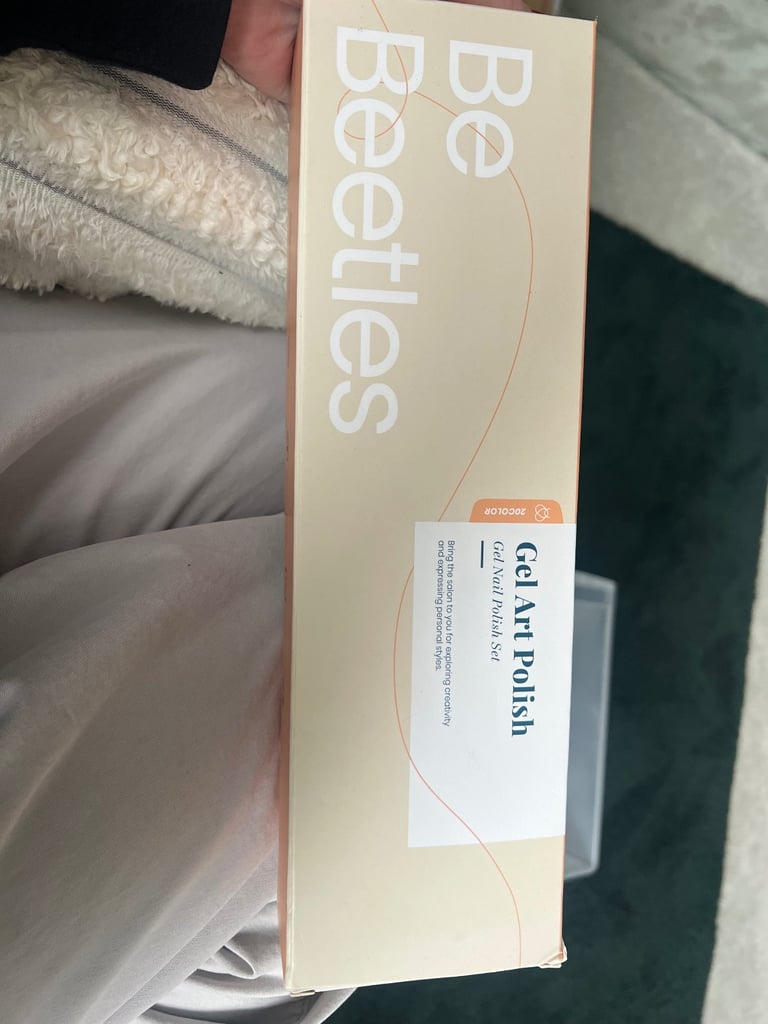 Be
Beetles
20COLOR
Gel Art Polish
Gel Nail Polish Set
Bring the salon to you for exploring creativity
and expressing personal styles.